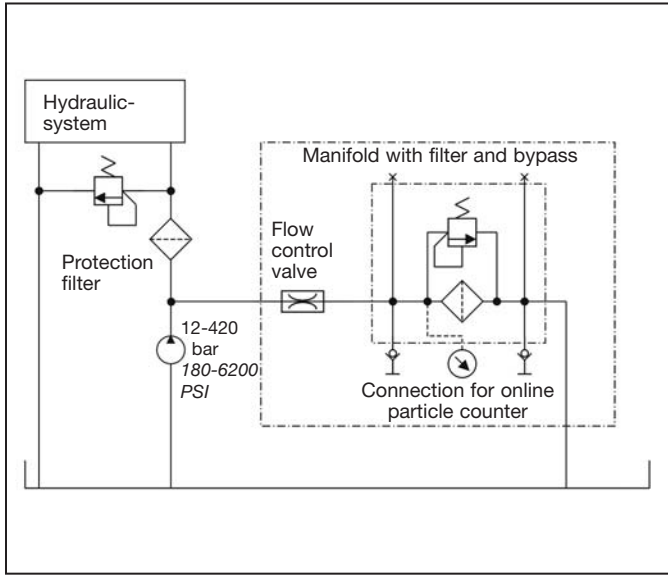 Hydraulic-
system
Manifold with filter and bypass
Flow
control
valve
Protection
filter
12-420
bar
180-6200
PSI
Connection for online
particle counter